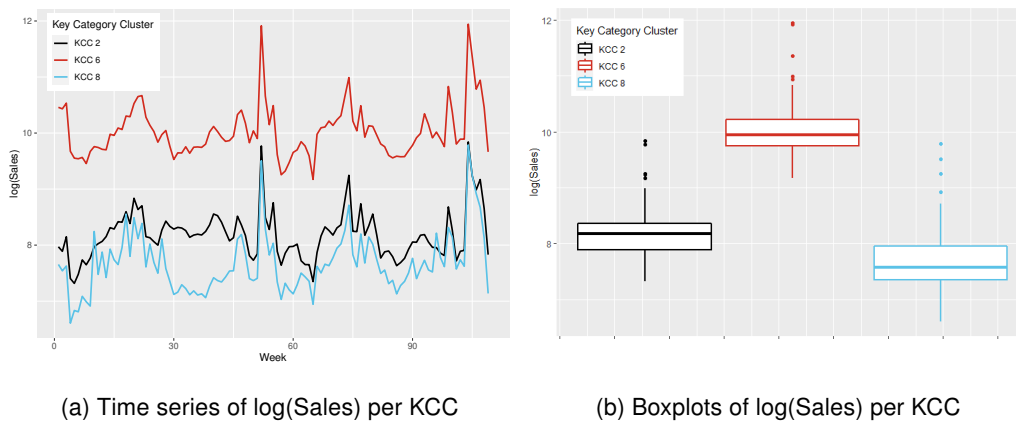 12
10
8
log(Sales)
Key Category Cluster
KCC 2
KCC 6
KCC 8
0
30
60
90
Week
(a) Time series of log(Sales) per KCC
12
10
8
log(Sales)
Key Category Cluster
KCC 2
KCC 6
KCC 8
(b) Boxplots of log(Sales) per KCC